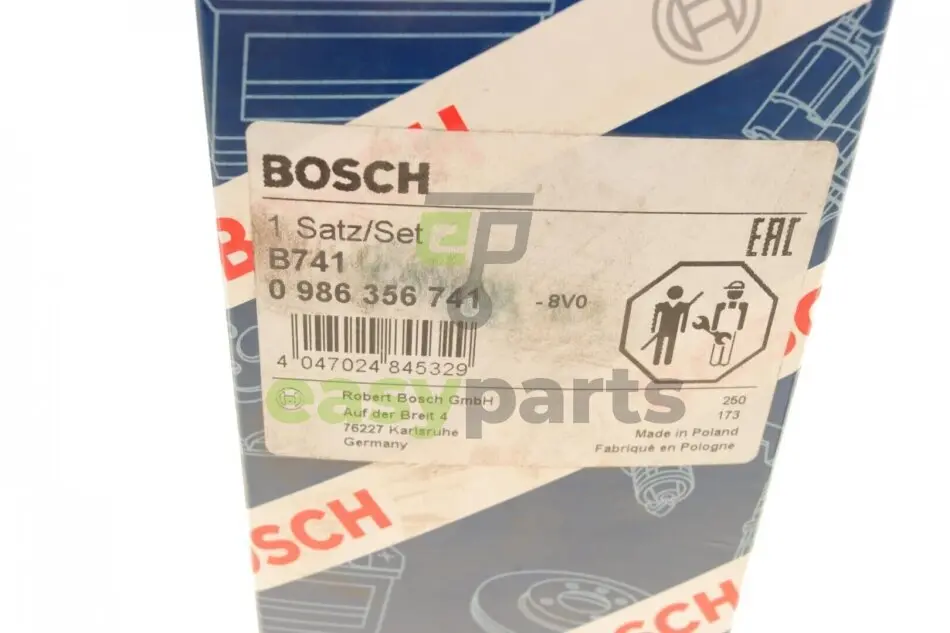 BOSCH
1 Satz/Set
B741
0 986 356 741
- 8V0
EAC
4 047024 845329
easyparts
Robert Bosch GmbH
Auf der Breit 4
76227 Karlsruhe
Germany
250
173
Made in Poland
Fabriqué en Pologne
BOSCH
BOSCH